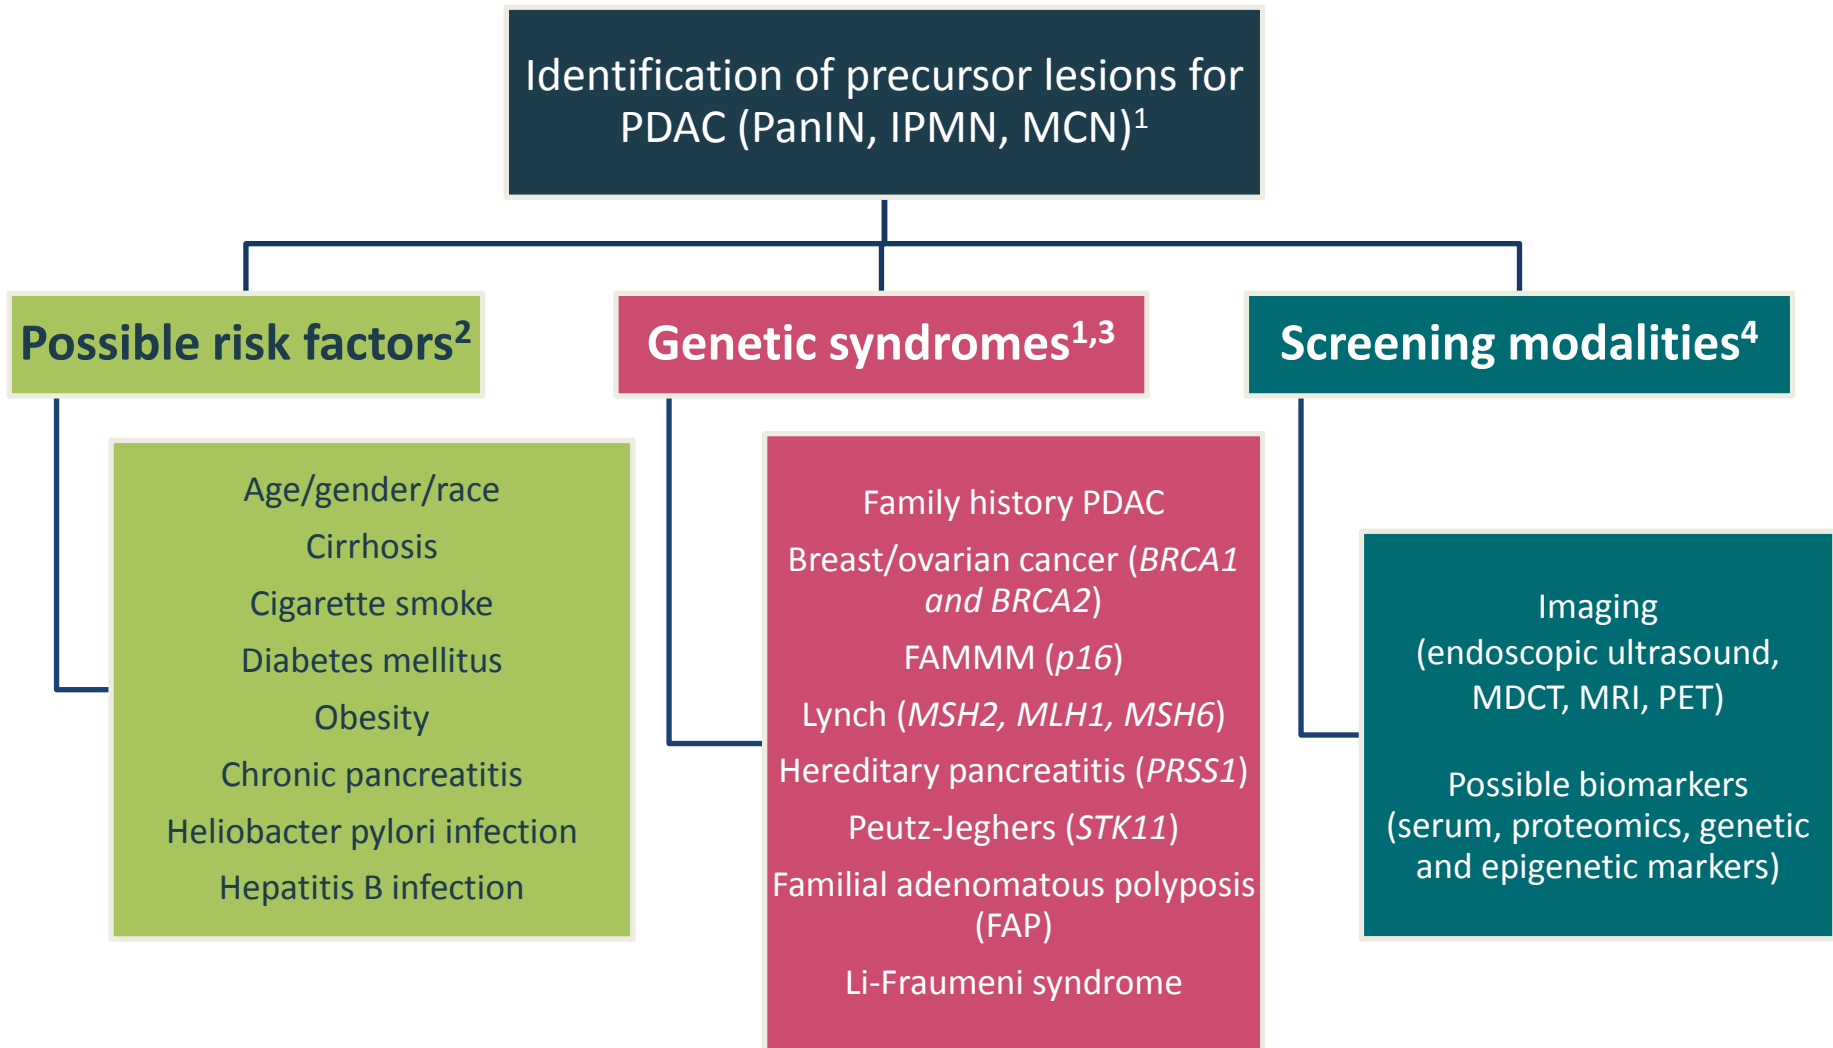 Identification of precursor lesions for
PDAC (PanIN, IPMN, MCN)1
Possible risk factors2
Age/gender/race
Cirrhosis
Cigarette smoke
Diabetes mellitus
Obesity
Chronic pancreatitis
Heliobacter pylori infection
Hepatitis B infection
Genetic syndromes1,3
Family history PDAC
Breast/ovarian cancer (BRCA1
and BRCA2)
FAMMM (p16)
Lynch (MSH2, MLH1, MSH6)
Hereditary pancreatitis (PRSS1)
Peutz-Jeghers (STK11)
Familial adenomatous polyposis
(FAP)
Li-Fraumeni syndrome
Screening modalities4
Imaging
(endoscopic ultrasound,
MDCT, MRI, PET)
Possible biomarkers
(serum, proteomics, genetic
and epigenetic markers)